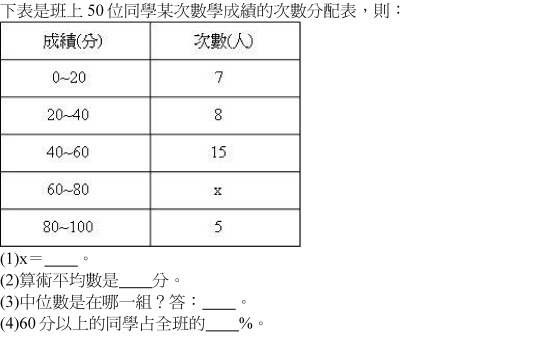 下表是班上 50 位同學某次數學成績的次數分配表，則：
成績(分) 次數(人)
0~20 7
20~40 8
40~60 15
60~80 x
80~100 5
(1)x＝____。
(2)算術平均數是____分。
(3)中位數是在哪一組？答：____。
(4)60 分以上的同學占全班的____%。